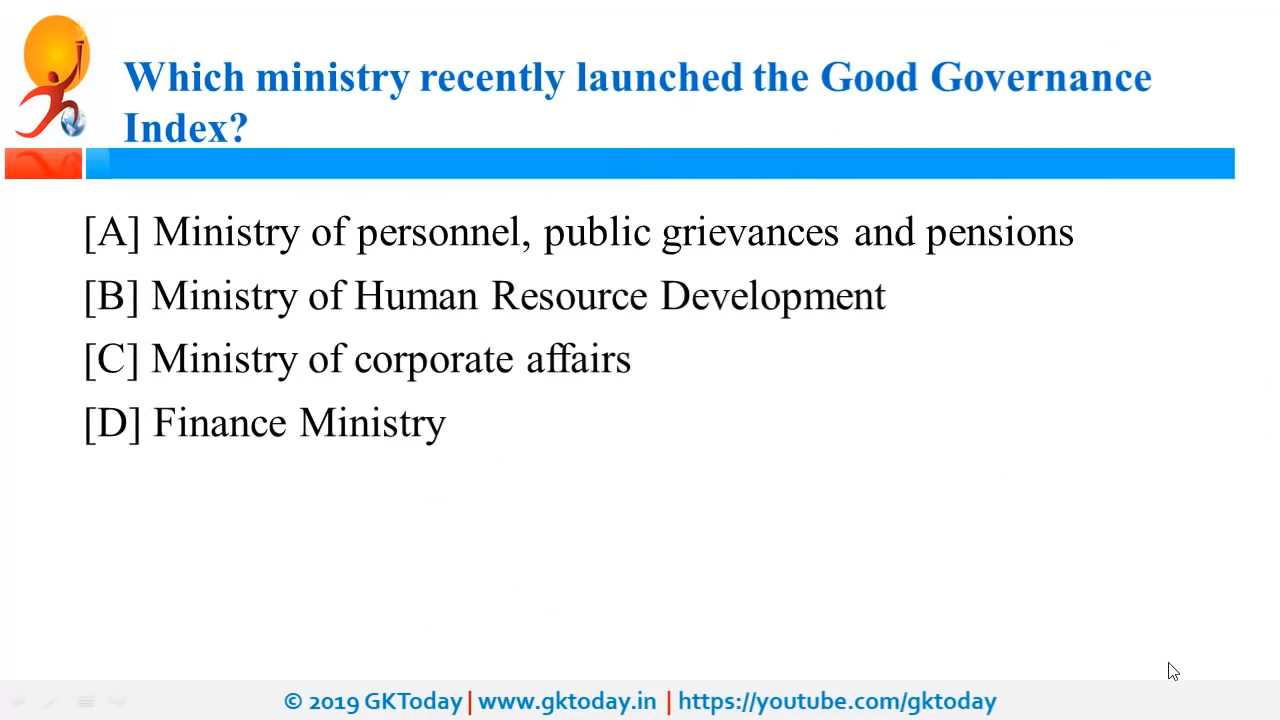 Which ministry recently launched the Good Governance
Index?
[A] Ministry of personnel, public grievances and pensions
[B] Ministry of Human Resource Development
[C] Ministry of corporate affairs
[D] Finance Ministry
© 2019 GKToday | www.gktoday.in | https://youtube.com/gktoday